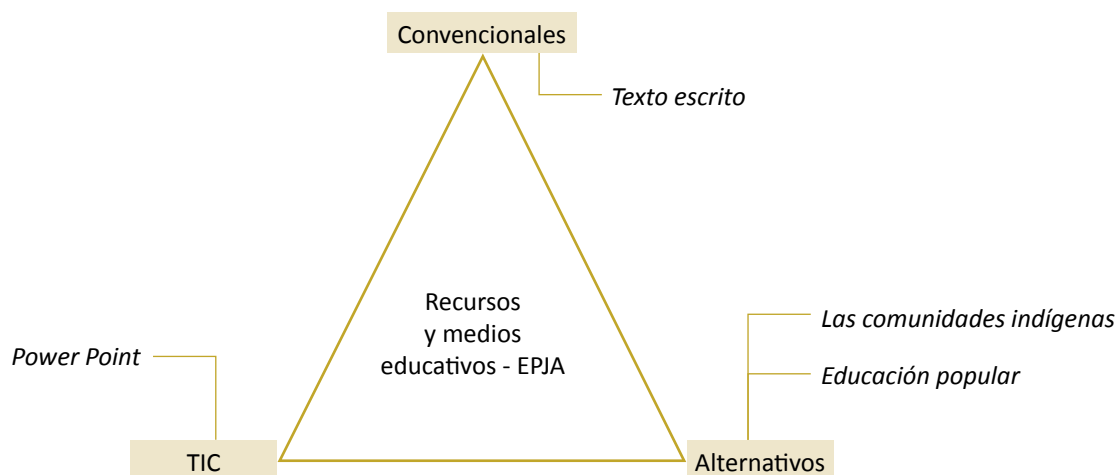 Convencionales
Texto escrito
Recursos
y medios
educativos - EPJA
Las comunidades indígenas
Power Point
Educación popular
TIC
Alternativos